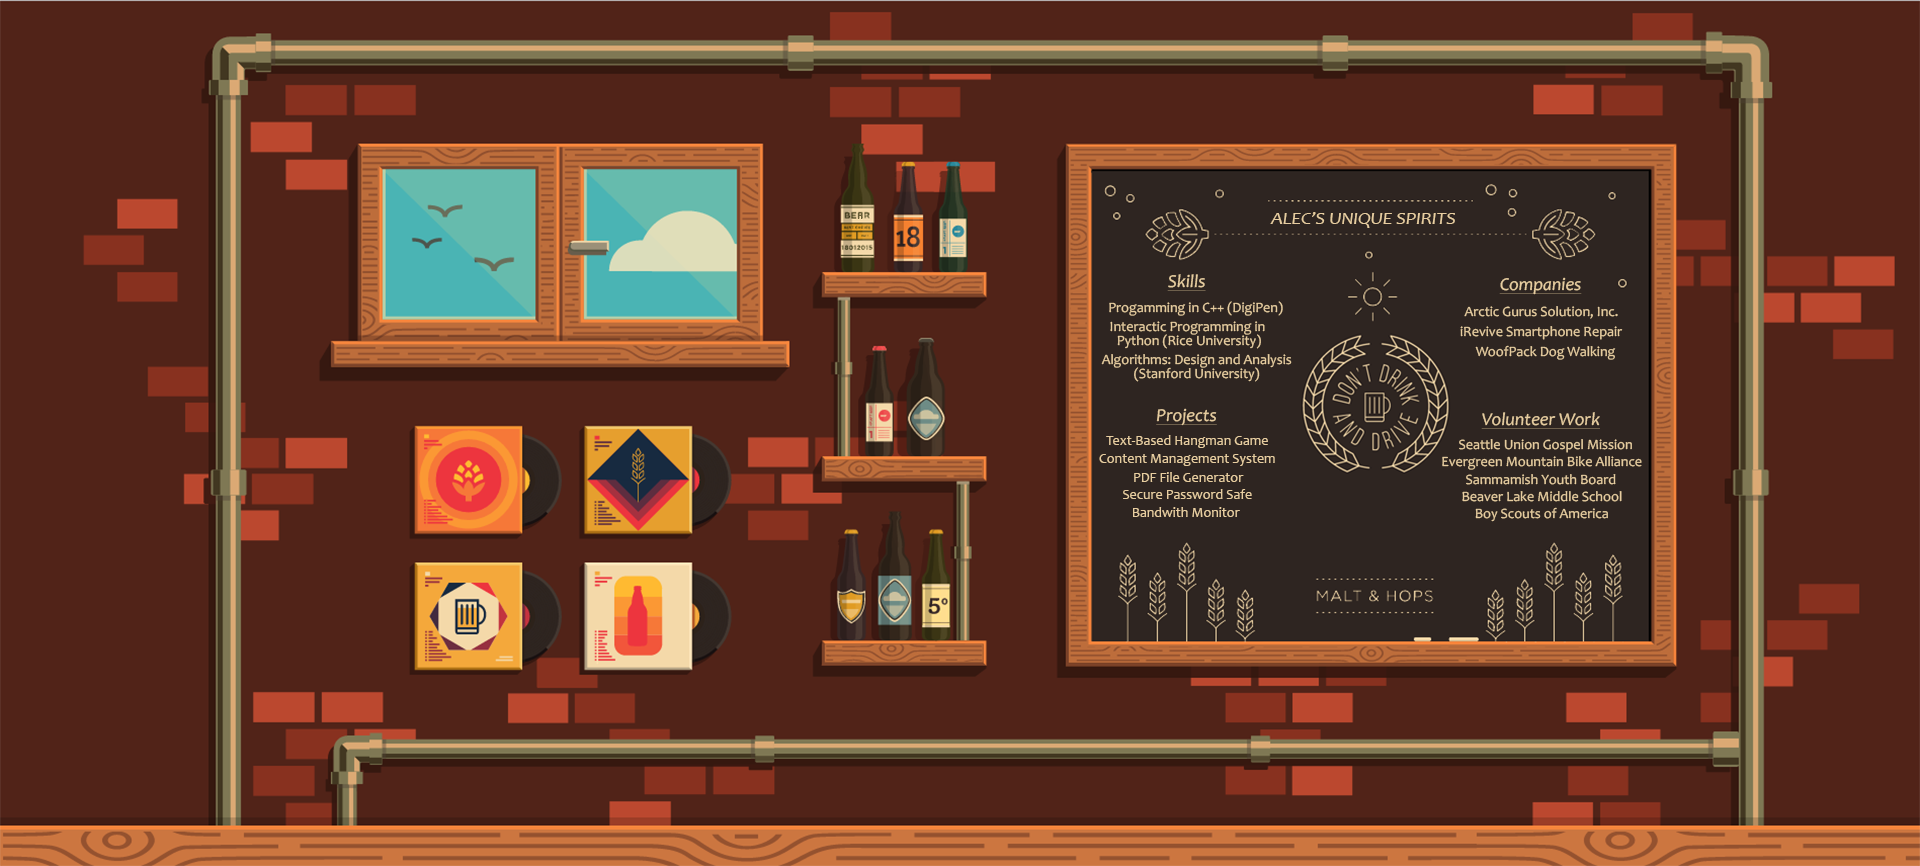 BEAR
18012015
18
5°
ALEC'S UNIQUE SPIRITS
Skills
Progamming in C++ (DigiPen)
Interactic Programming in
Python (Rice University)
Algorithms: Design and Analysis
(Stanford University)
Projects
Text-Based Hangman Game
Content Management System
PDF File Generator
Secure Password Safe
Bandwith Monitor
DON'T DRINK
AND DRIVE
Companies
Arctic Gurus Solution, Inc.
iRevive Smartphone Repair
WoofPack Dog Walking
Volunteer Work
Seattle Union Gospel Mission
Evergreen Mountain Bike Alliance
Sammamish Youth Board
Beaver Lake Middle School
Boy Scouts of America
MALT & HOPS